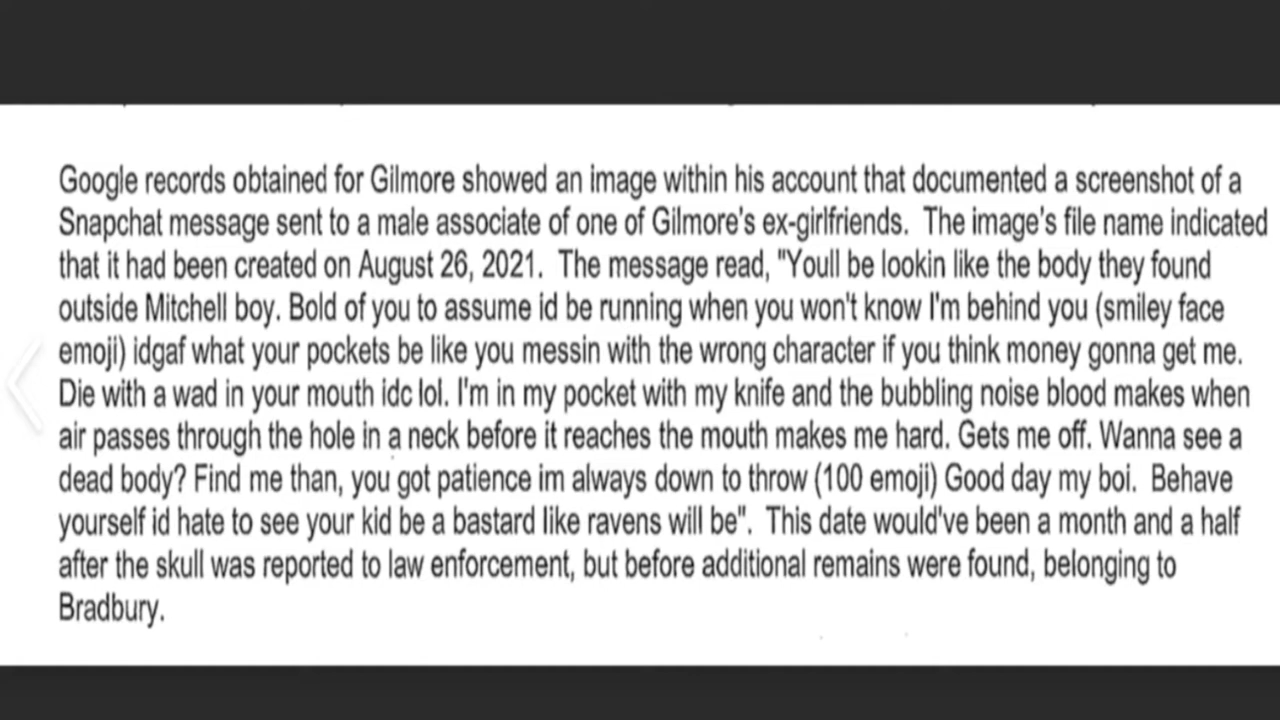 Google records obtained for Gilmore showed an image within his account that documented a screenshot of a
Snapchat message sent to a male associate of one of Gilmore's ex-girlfriends.  The image's file name indicated
that it had been created on August 26, 2021.  The message read, "Youll be lookin like the body they found
outside Mitchell boy. Bold of you to assume id be running when you won't know I'm behind you (smiley face
emoji) idgaf what your pockets be like you messin with the wrong character if you think money gonna get me.
Die with a wad in your mouth idc lol. I'm in my pocket with my knife and the bubbling noise blood makes when
air passes through the hole in a neck before it reaches the mouth makes me hard. Gets me off. Wanna see a
dead body? Find me than, you got patience im always down to throw (100 emoji) Good day my boi.  Behave
yourself id hate to see your kid be a bastard like ravens will be".  This date would've been a month and a half
after the skull was reported to law enforcement, but before additional remains were found, belonging to
Bradbury.